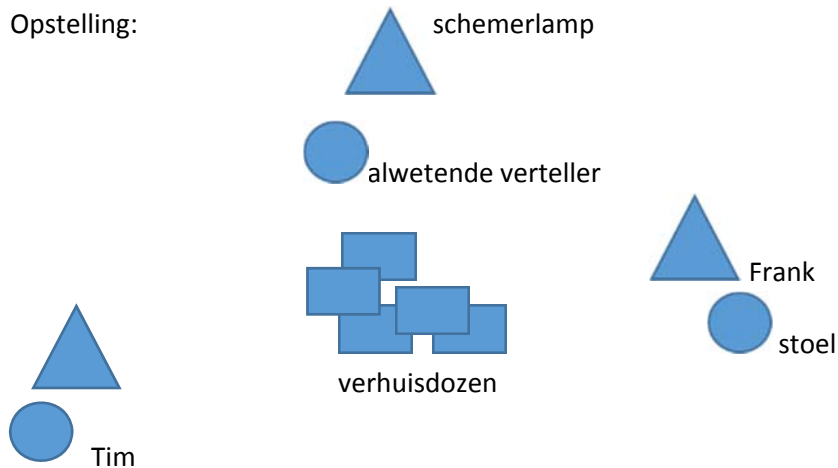 Opstelling:
schemerlamp
alwetende verteller
Frank
stoel
verhuisdozen
Tim